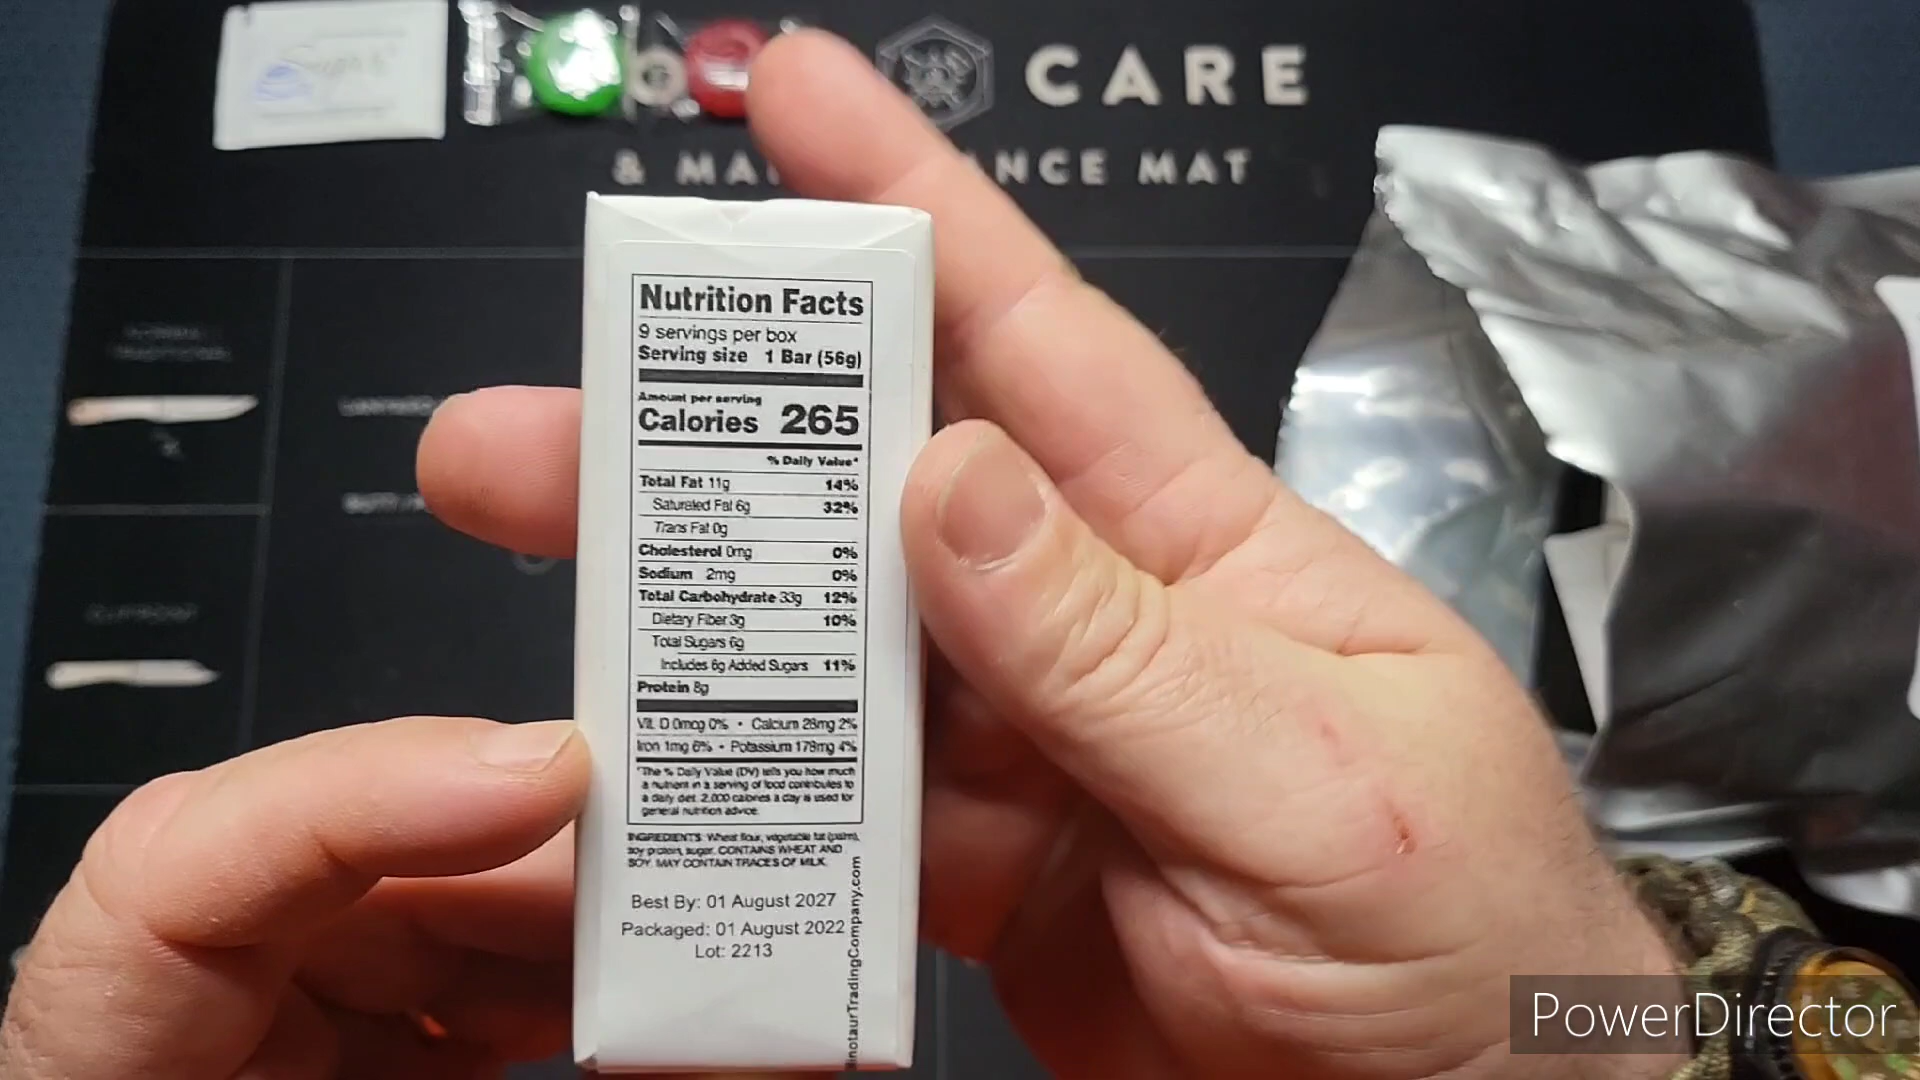 Sugar
CARE
& MA NCE MAT
Nutrition Facts
9 servings per box
Serving size 1 Bar (56g)
Amount per serving
Calories 265
% Daily Value*
Total Fat 11g 14%
Saturated Fat 6g 32%
Trans Fat 0g
Cholesterol 0mg 0%
Sodium 2mg 0%
Total Carbohydrate 33g 12%
Dietary Fiber 3g 10%
Total Sugars 6g
Includes 6g Added Sugars 11%
Protein 8g
Vit. D 0mcg 0% • Calcium 28mg 2%
Iron 1mg 6% • Potassium 178mg 4%
*The % Daily Value (DV) tells you how much
a nutrient in a serving of food contributes to
a daily diet. 2,000 calories a day is used for
general nutrition advice.
INGREDIENTS: Wheat flour, vegetable fat (palm),
soy protein, sugar. CONTAINS WHEAT AND
SOY. MAY CONTAIN TRACES OF MILK.
Best By: 01 August 2027
Packaged: 01 August 2022
Lot: 2213
inotaurTradingCompany.com
PowerDirector